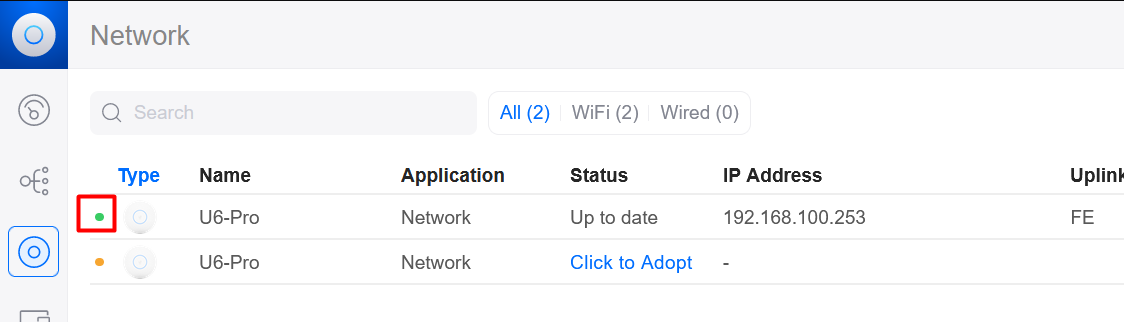 Network
Search All (2) WiFi (2) Wired (0)
Type Name Application Status IP Address Uplink
U6-Pro Network Up to date 192.168.100.253 FE
U6-Pro Network Click to Adopt -